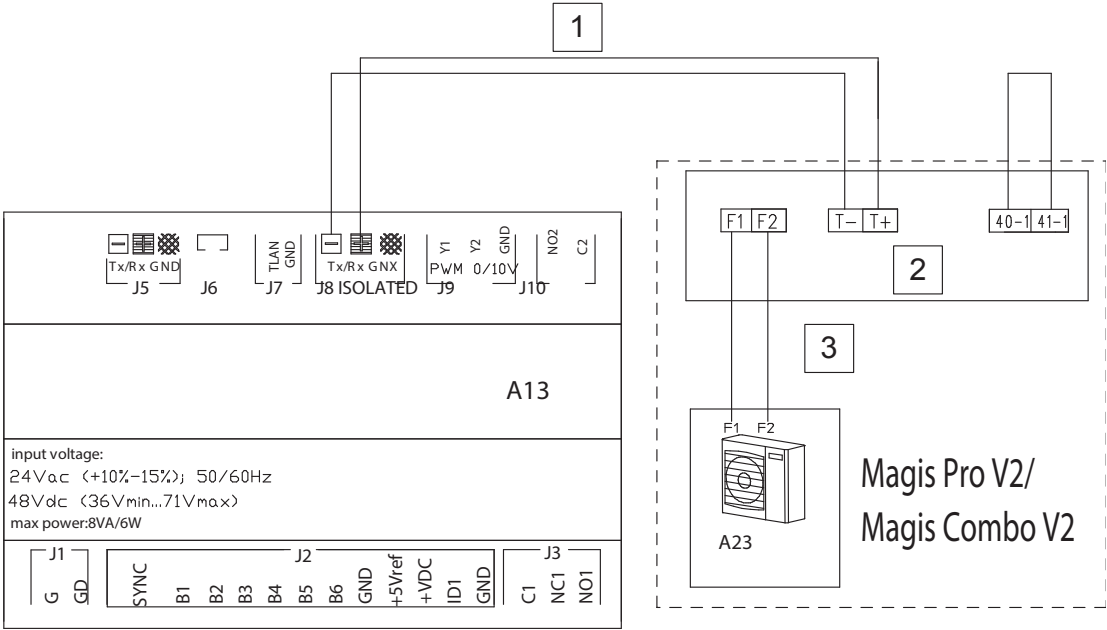 1
F1 F2 T- T+ 40-1 41-1
2
3
- + Tx/Rx GND
J5
J6
TLAN GND
J7
- + Tx/Rx GNX
J8 ISOLATED
Y1 Y2 GND
PWM 0/10V
J9
NO2 C2
J10
A13
input voltage:
24Vac (+10%-15%); 50/60Hz
48Vdc (36Vmin...71Vmax)
max power:8VA/6W
J1
G GD
J2
SYNC B1 B2 B3 B4 B5 B6 GND +5Vref +VDC ID1 GND
J3
C1 NC1 NO1
F1 F2
A23
Magis Pro V2/
Magis Combo V2